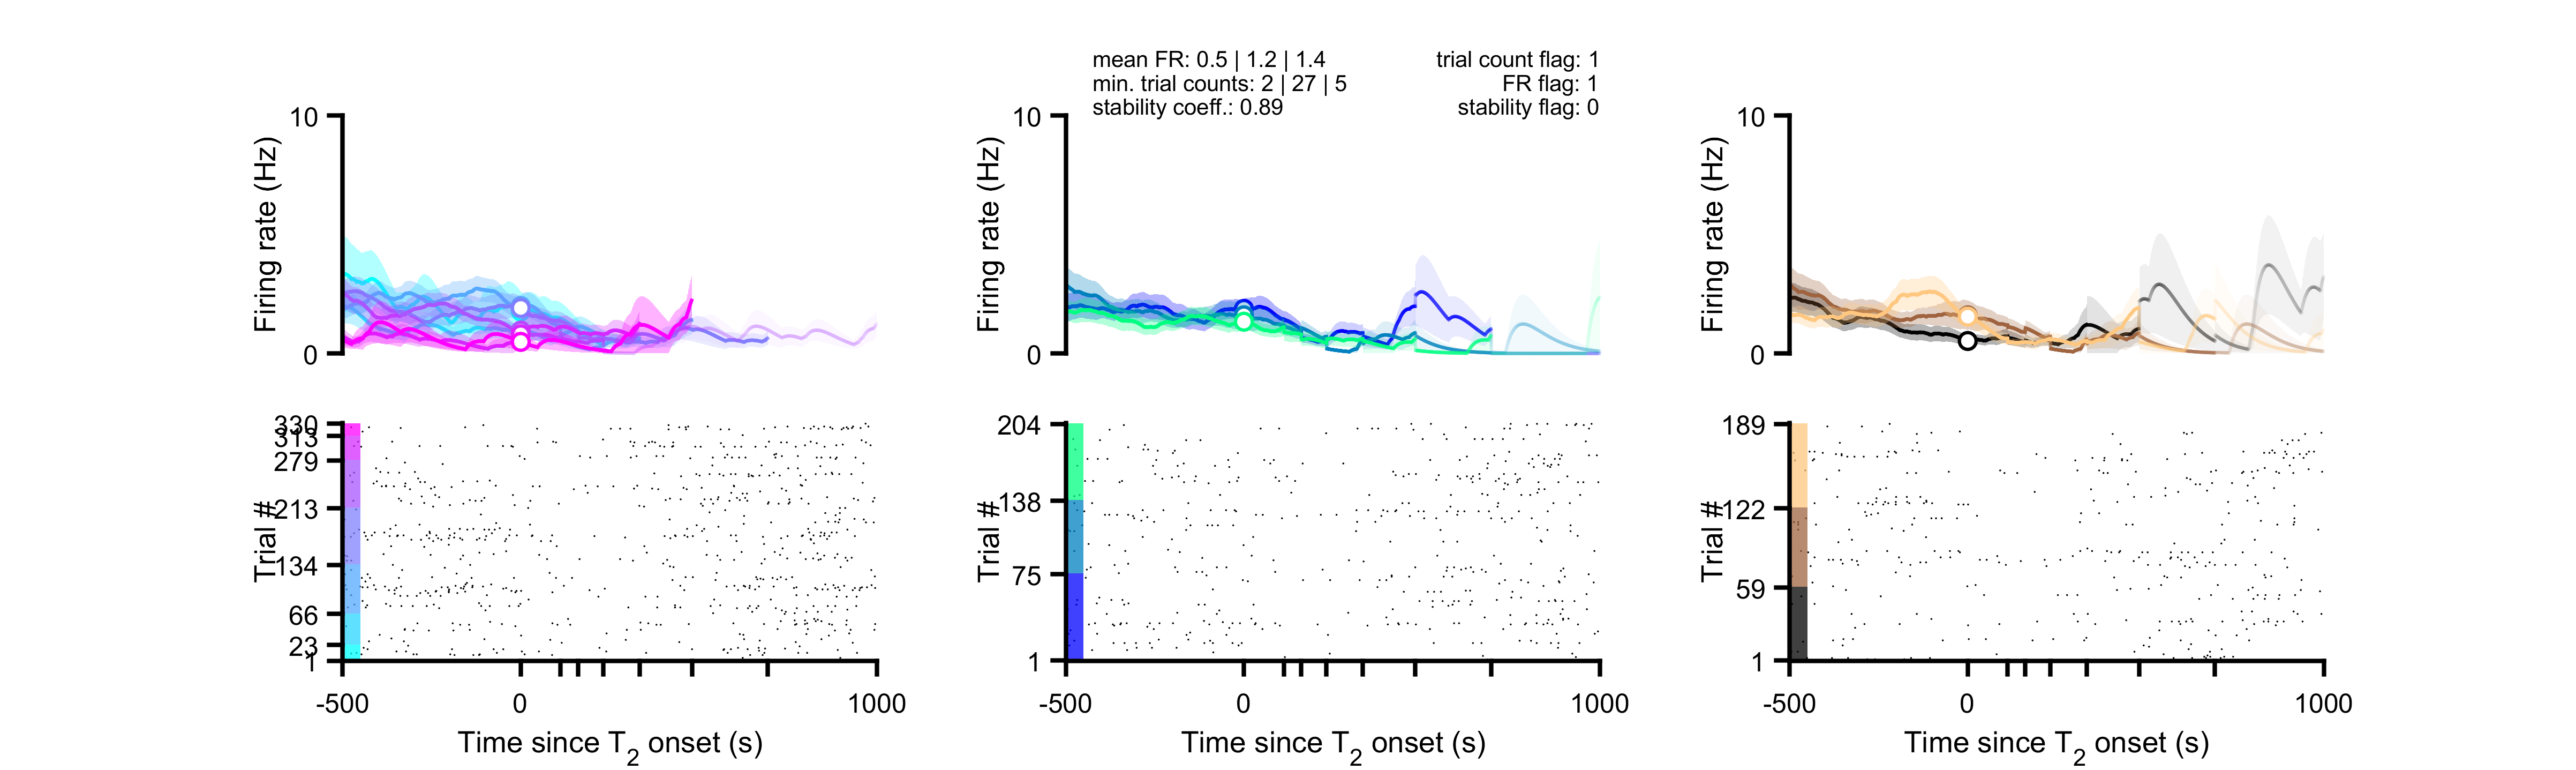 mean FR: 0.5 | 1.2 | 1.4
min. trial counts: 2 | 27 | 5
stability coeff.: 0.89
trial count flag: 1
FR flag: 1
stability flag: 0
10
0
Firing rate (Hz)
10
0
Firing rate (Hz)
10
0
Firing rate (Hz)
330
313
279
213
134
66
23
1
Trial #
-500
0
1000
Time since T2 onset (s)
204
138
75
1
Trial #
-500
0
1000
Time since T2 onset (s)
189
122
59
1
Trial #
-500
0
1000
Time since T2 onset (s)